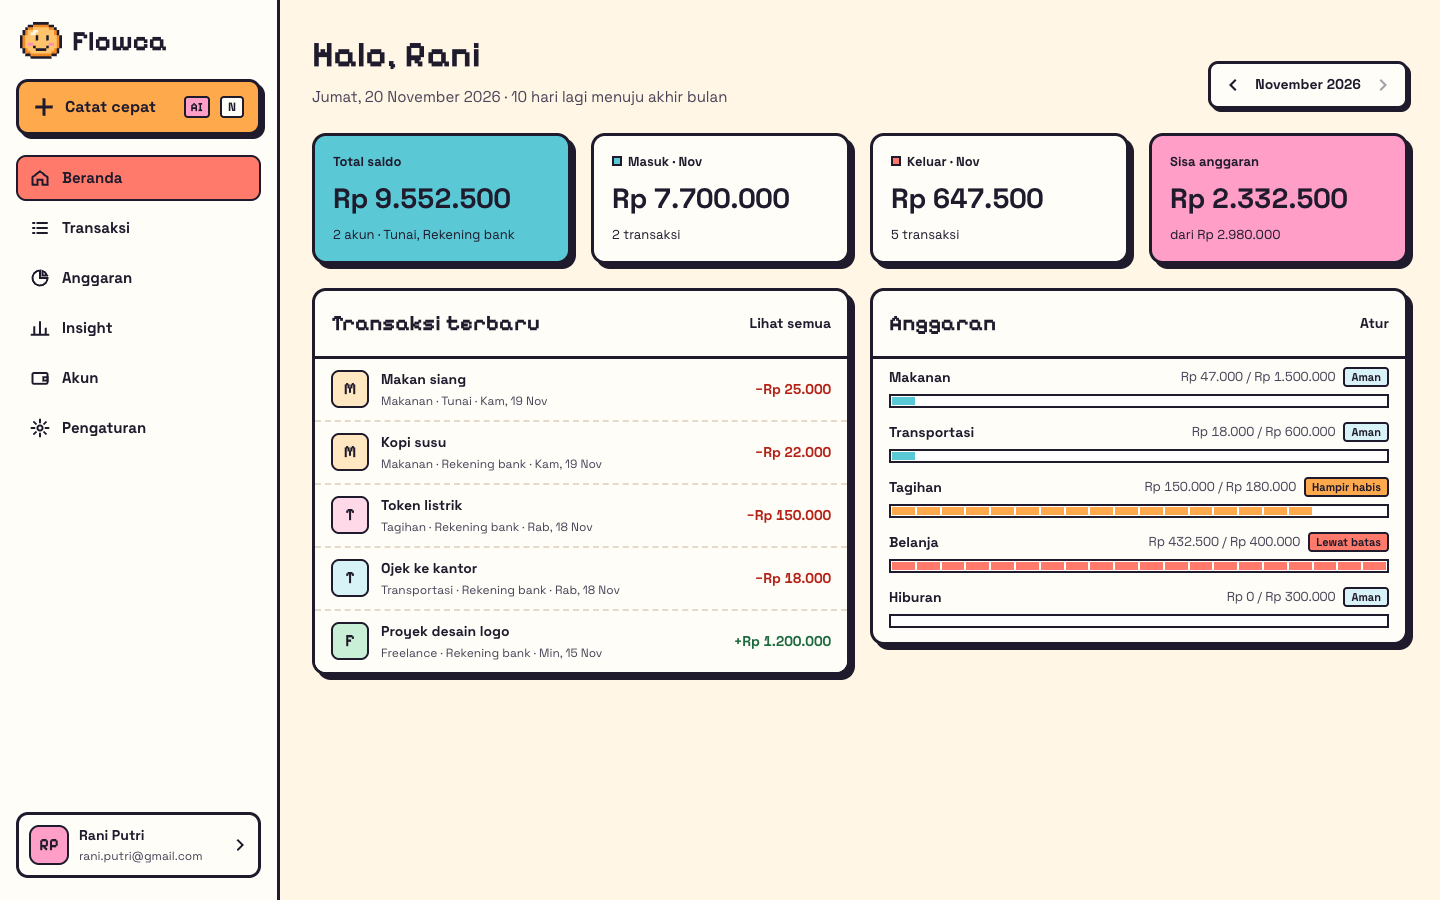 Flowca
Catat cepat AI N
Beranda
Transaksi
Anggaran
Insight
Akun
Pengaturan
Rani Putri
RP
rani.putri@gmail.com
Halo, Rani
Jumat, 20 November 2026 · 10 hari lagi menuju akhir bulan
November 2026
Total saldo
Rp 9.552.500
2 akun · Tunai, Rekening bank
Masuk · Nov
Rp 7.700.000
2 transaksi
Keluar · Nov
Rp 647.500
5 transaksi
Sisa anggaran
Rp 2.332.500
dari Rp 2.980.000
Transaksi terbaru Lihat semua
M
Makan siang
Makanan · Tunai · Kam, 19 Nov
−Rp 25.000
M
Kopi susu
Makanan · Rekening bank · Kam, 19 Nov
−Rp 22.000
T
Token listrik
Tagihan · Rekening bank · Rab, 18 Nov
−Rp 150.000
T
Ojek ke kantor
Transportasi · Rekening bank · Rab, 18 Nov
−Rp 18.000
F
Proyek desain logo
Freelance · Rekening bank · Min, 15 Nov
+Rp 1.200.000
Anggaran Atur
Makanan Rp 47.000 / Rp 1.500.000 Aman
Transportasi Rp 18.000 / Rp 600.000 Aman
Tagihan Rp 150.000 / Rp 180.000 Hampir habis
Belanja Rp 432.500 / Rp 400.000 Lewat batas
Hiburan Rp 0 / Rp 300.000 Aman